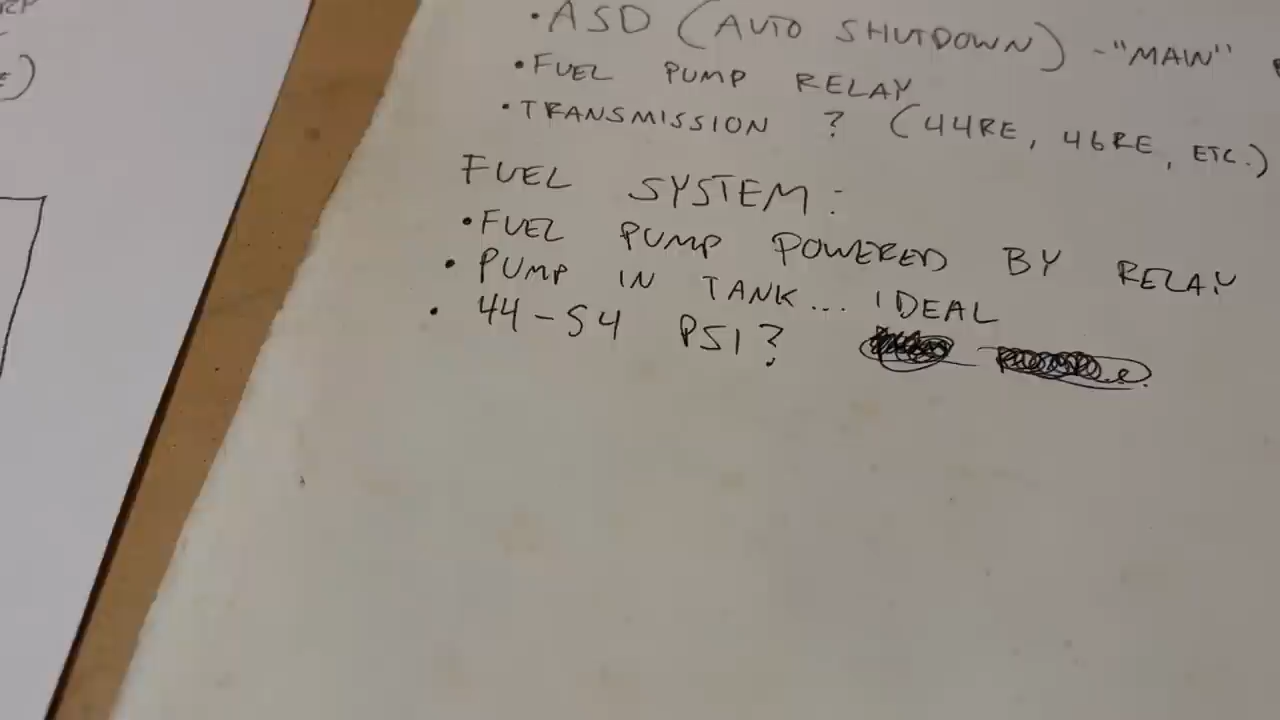 • ASD (AUTO SHUTDOWN) - "MAIN"
• FUEL PUMP RELAY
• TRANSMISSION ? (44RE, 46RE, ETC.)
FUEL SYSTEM:
• FUEL PUMP POWERED BY RELAY
• PUMP IN TANK... IDEAL
• 44-54 PSI?